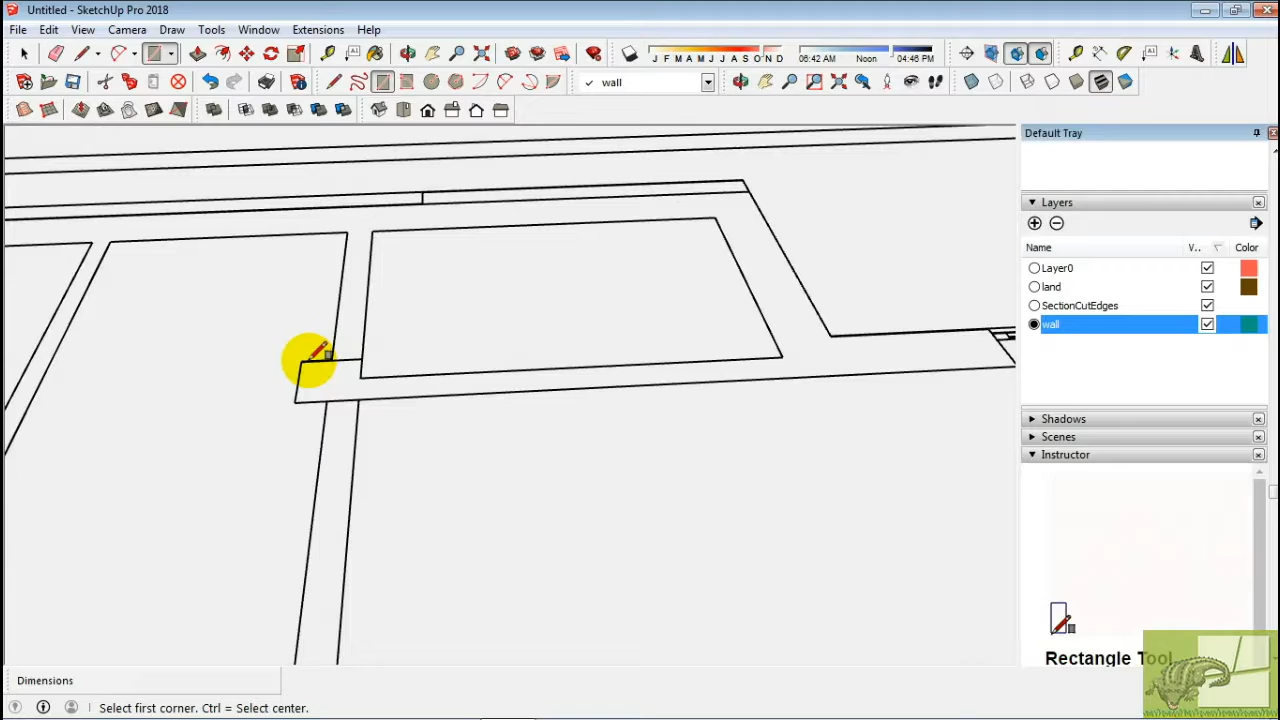 Untitled - SketchUp Pro 2018
File Edit View Camera Draw Tools Window Extensions Help
J F M A M J J A S O N D
06:42 AM Noon 04:46 PM
wall
Default Tray
Layers
Name V.. Color
Layer0
land
SectionCutEdges
wall
Shadows
Scenes
Instructor
Rectangle Tool
Dimensions
Select first corner. Ctrl = Select center.